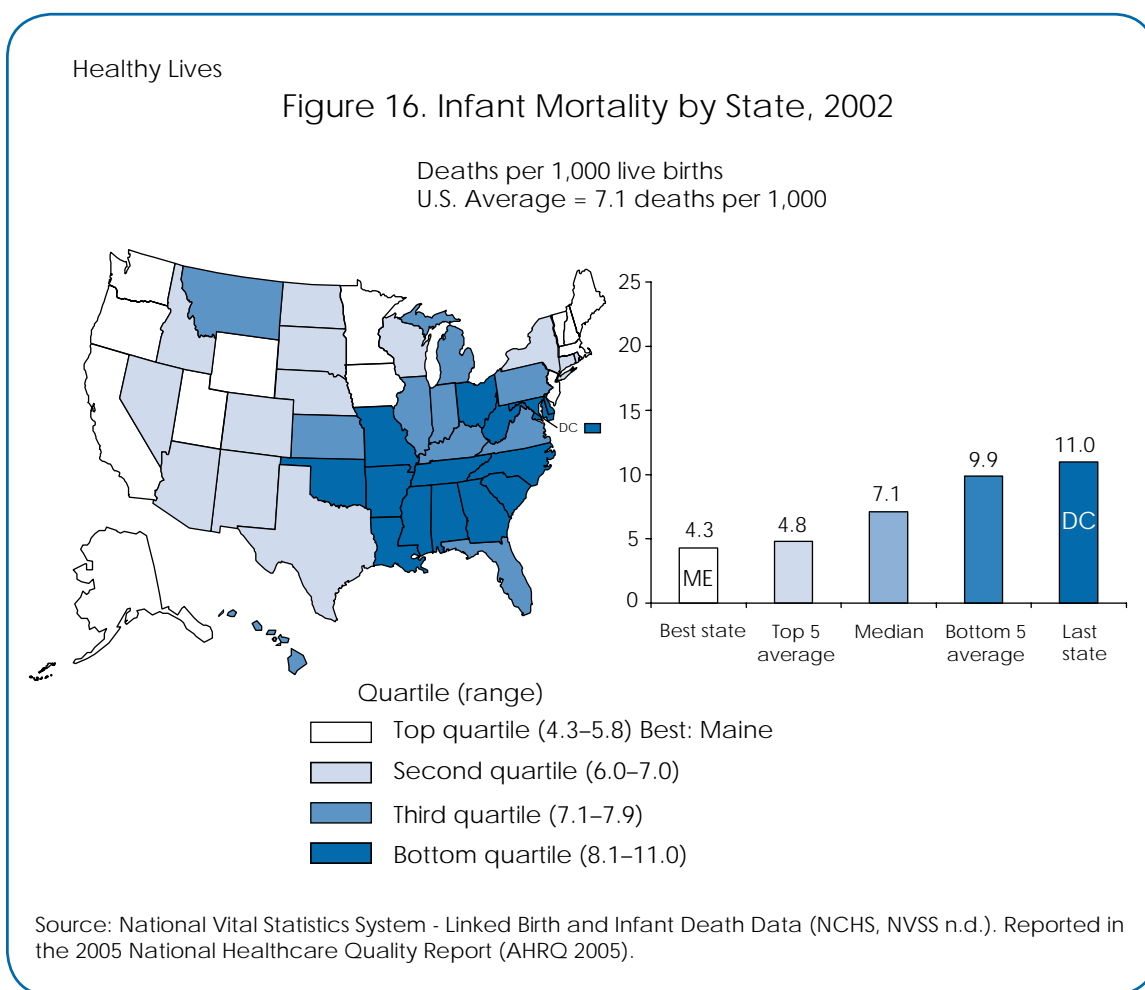 Healthy Lives
Figure 16. Infant Mortality by State, 2002
Deaths per 1,000 live births
U.S. Average = 7.1 deaths per 1,000
DC
25
20
15
10
5
0
4.3
4.8
7.1
9.9
11.0
ME
DC
Best state
Top 5
average
Median
Bottom 5
average
Last
state
Quartile (range)
Top quartile (4.3–5.8) Best: Maine
Second quartile (6.0–7.0)
Third quartile (7.1–7.9)
Bottom quartile (8.1–11.0)
Source: National Vital Statistics System - Linked Birth and Infant Death Data (NCHS, NVSS n.d.). Reported in
the 2005 National Healthcare Quality Report (AHRQ 2005).